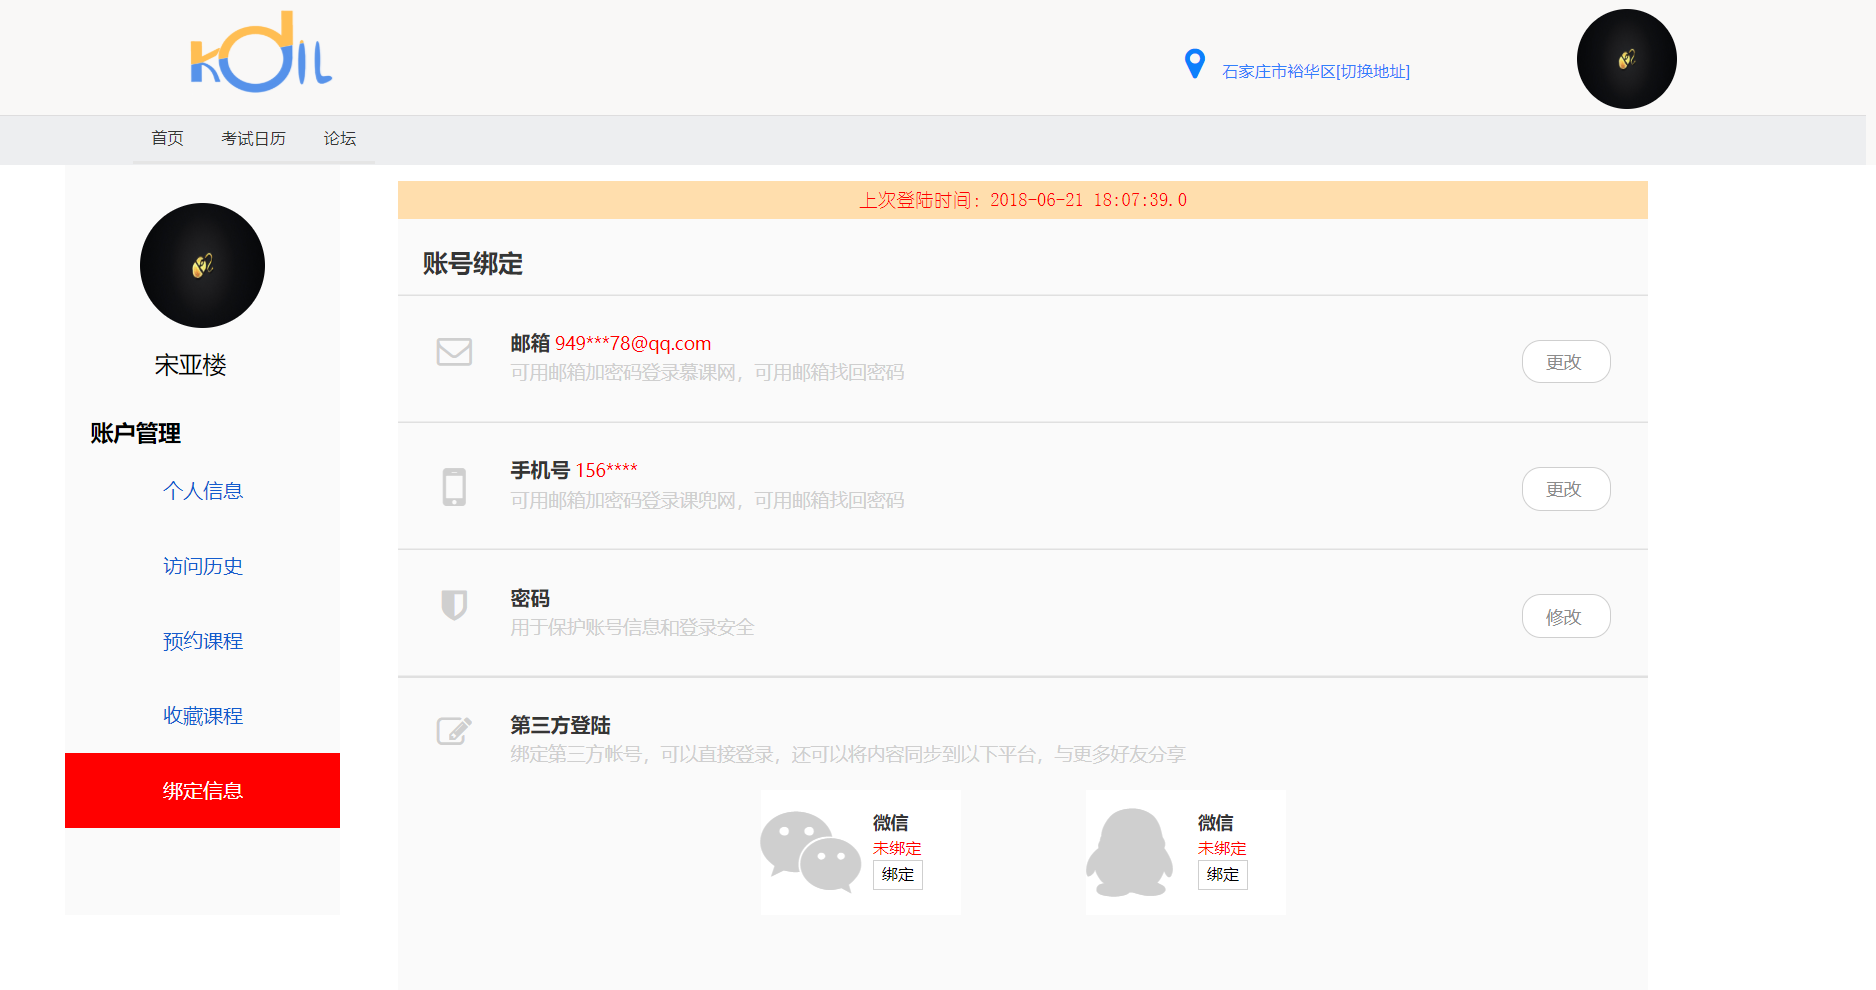 KdIL
石家庄市裕华区[切换地址]
首页 考试日历 论坛
上次登陆时间：2018-06-21 18:07:39.0
宋亚楼
账户管理
个人信息
访问历史
预约课程
收藏课程
绑定信息
账号绑定
邮箱 949***78@qq.com
可用邮箱加密码登录慕课网，可用邮箱找回密码
更改
手机号 156****
可用邮箱加密码登录课兜网，可用邮箱找回密码
更改
密码
用于保护账号信息和登录安全
修改
第三方登陆
绑定第三方帐号，可以直接登录，还可以将内容同步到以下平台，与更多好友分享
微信
未绑定
绑定
微信
未绑定
绑定